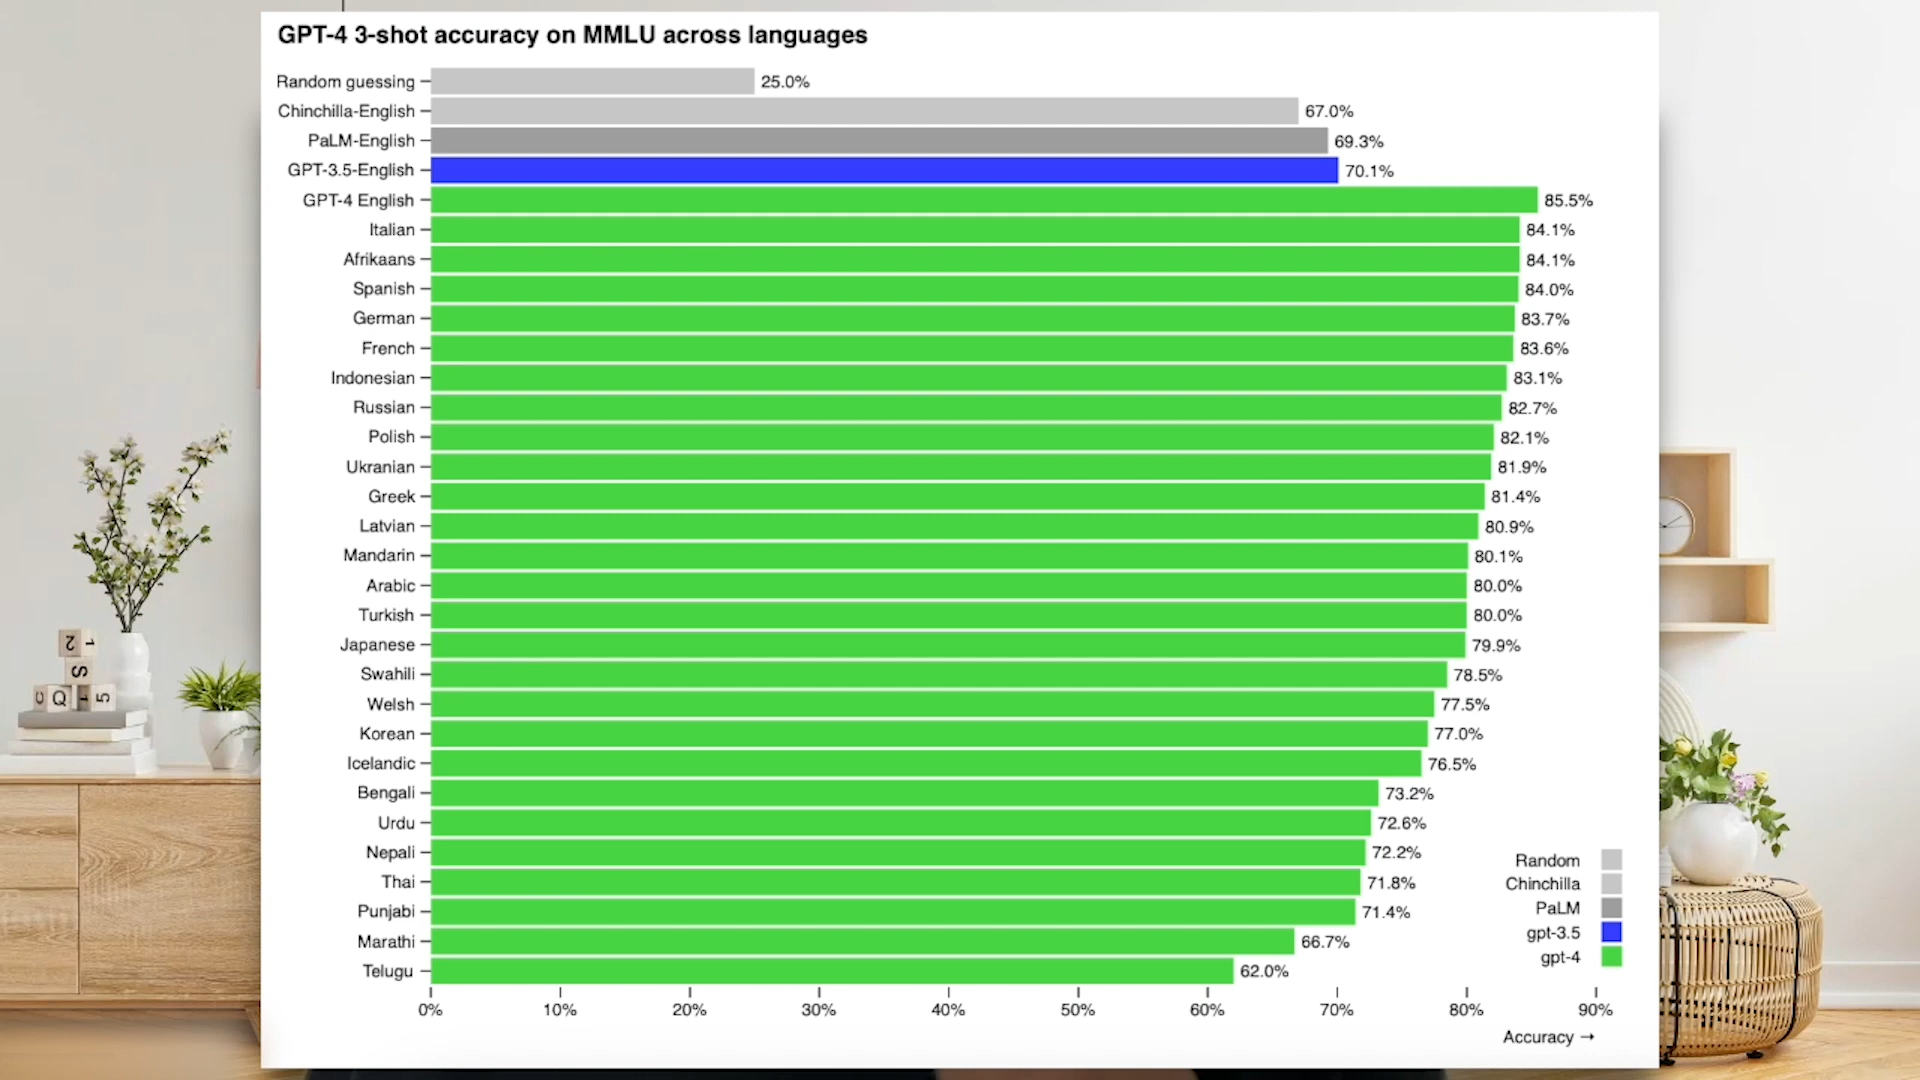 GPT-4 3-shot accuracy on MMLU across languages
Random guessing 25.0%
Chinchilla-English 67.0%
PaLM-English 69.3%
GPT-3.5-English 70.1%
GPT-4 English 85.5%
Italian 84.1%
Afrikaans 84.1%
Spanish 84.0%
German 83.7%
French 83.6%
Indonesian 83.1%
Russian 82.7%
Polish 82.1%
Ukranian 81.9%
Greek 81.4%
Latvian 80.9%
Mandarin 80.1%
Arabic 80.0%
Turkish 80.0%
Japanese 79.9%
Swahili 78.5%
Welsh 77.5%
Korean 77.0%
Icelandic 76.5%
Bengali 73.2%
Urdu 72.6%
Nepali 72.2%
Thai 71.8%
Punjabi 71.4%
Marathi 66.7%
Telugu 62.0%
0% 10% 20% 30% 40% 50% 60% 70% 80% 90%
Accuracy →
Random
Chinchilla
PaLM
gpt-3.5
gpt-4